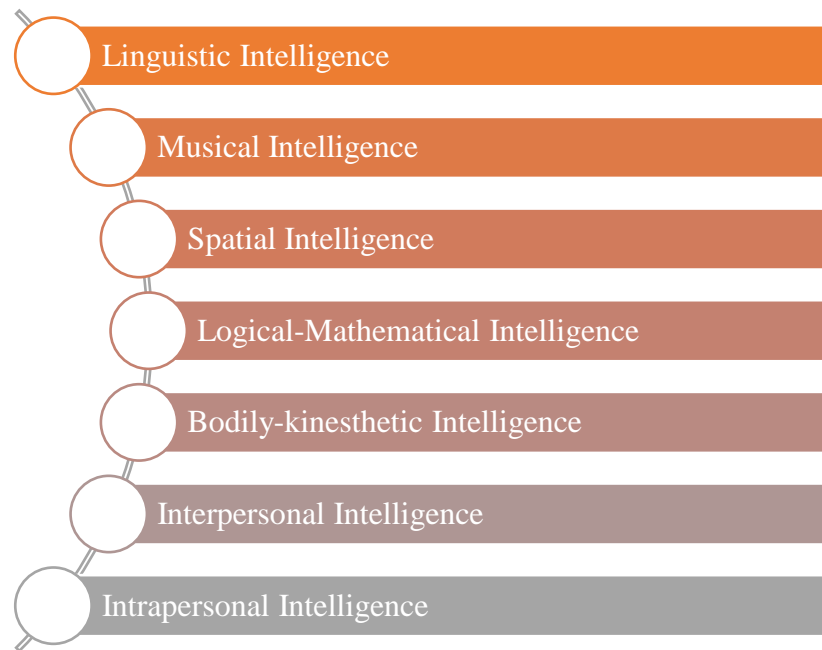 Linguistic Intelligence
Musical Intelligence
Spatial Intelligence
Logical-Mathematical Intelligence
Bodily-kinesthetic Intelligence
Interpersonal Intelligence
Intrapersonal Intelligence